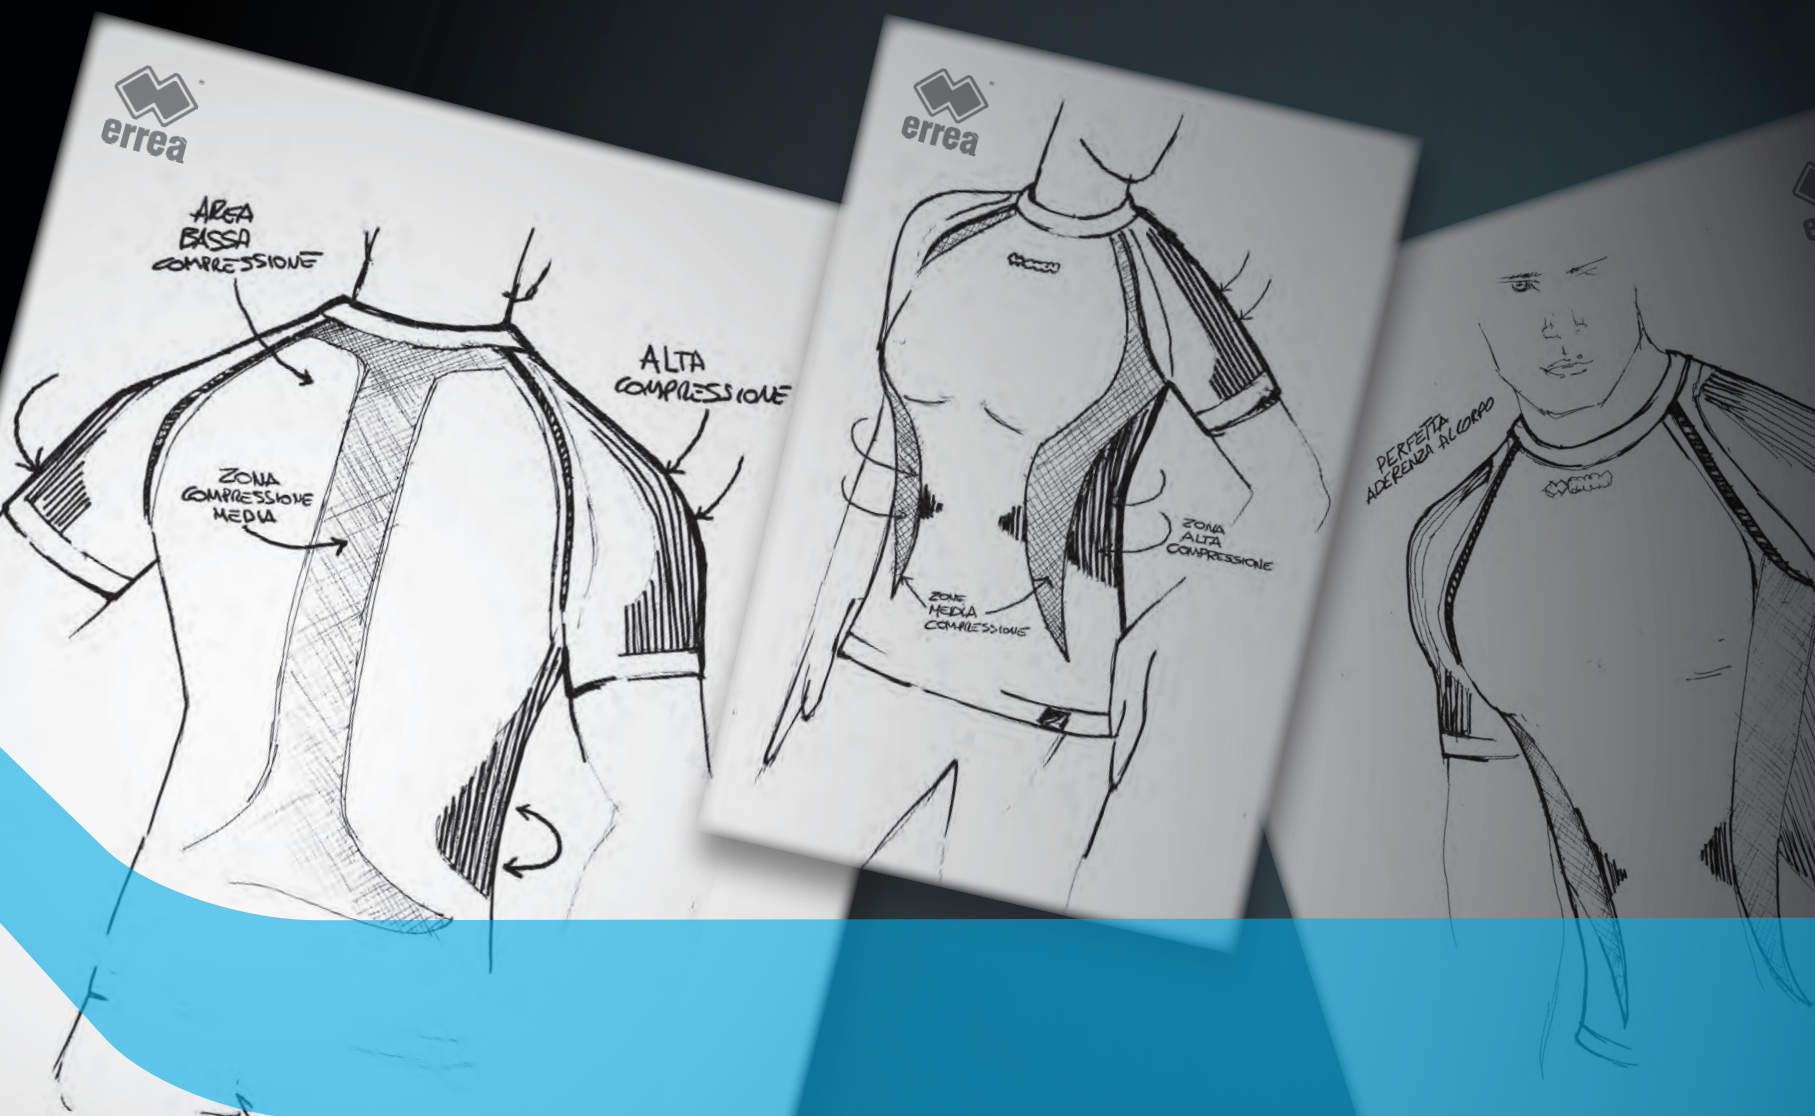 errea
AREA
BASSA
COMPRESSIONE
ALTA
COMPRESSIONE
ZONA
COMPRESSIONE
MEDIA
errea
ZONA
ALTA
COMPRESSIONE
ZONE
MEDIA
COMPRESSIONE
PERFETTA
ADERENZA AL CORPO